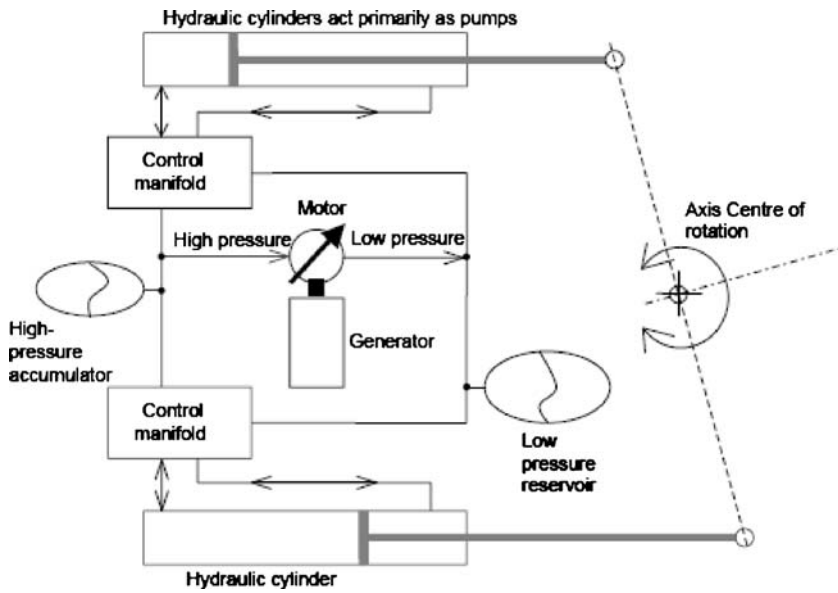 Hydraulic cylinders act primarily as pumps
Control
manifold
Motor
High pressure
Low pressure
Axis Centre of
rotation
High-
pressure
accumulator
Generator
Control
manifold
Low
pressure
reservoir
Hydraulic cylinder